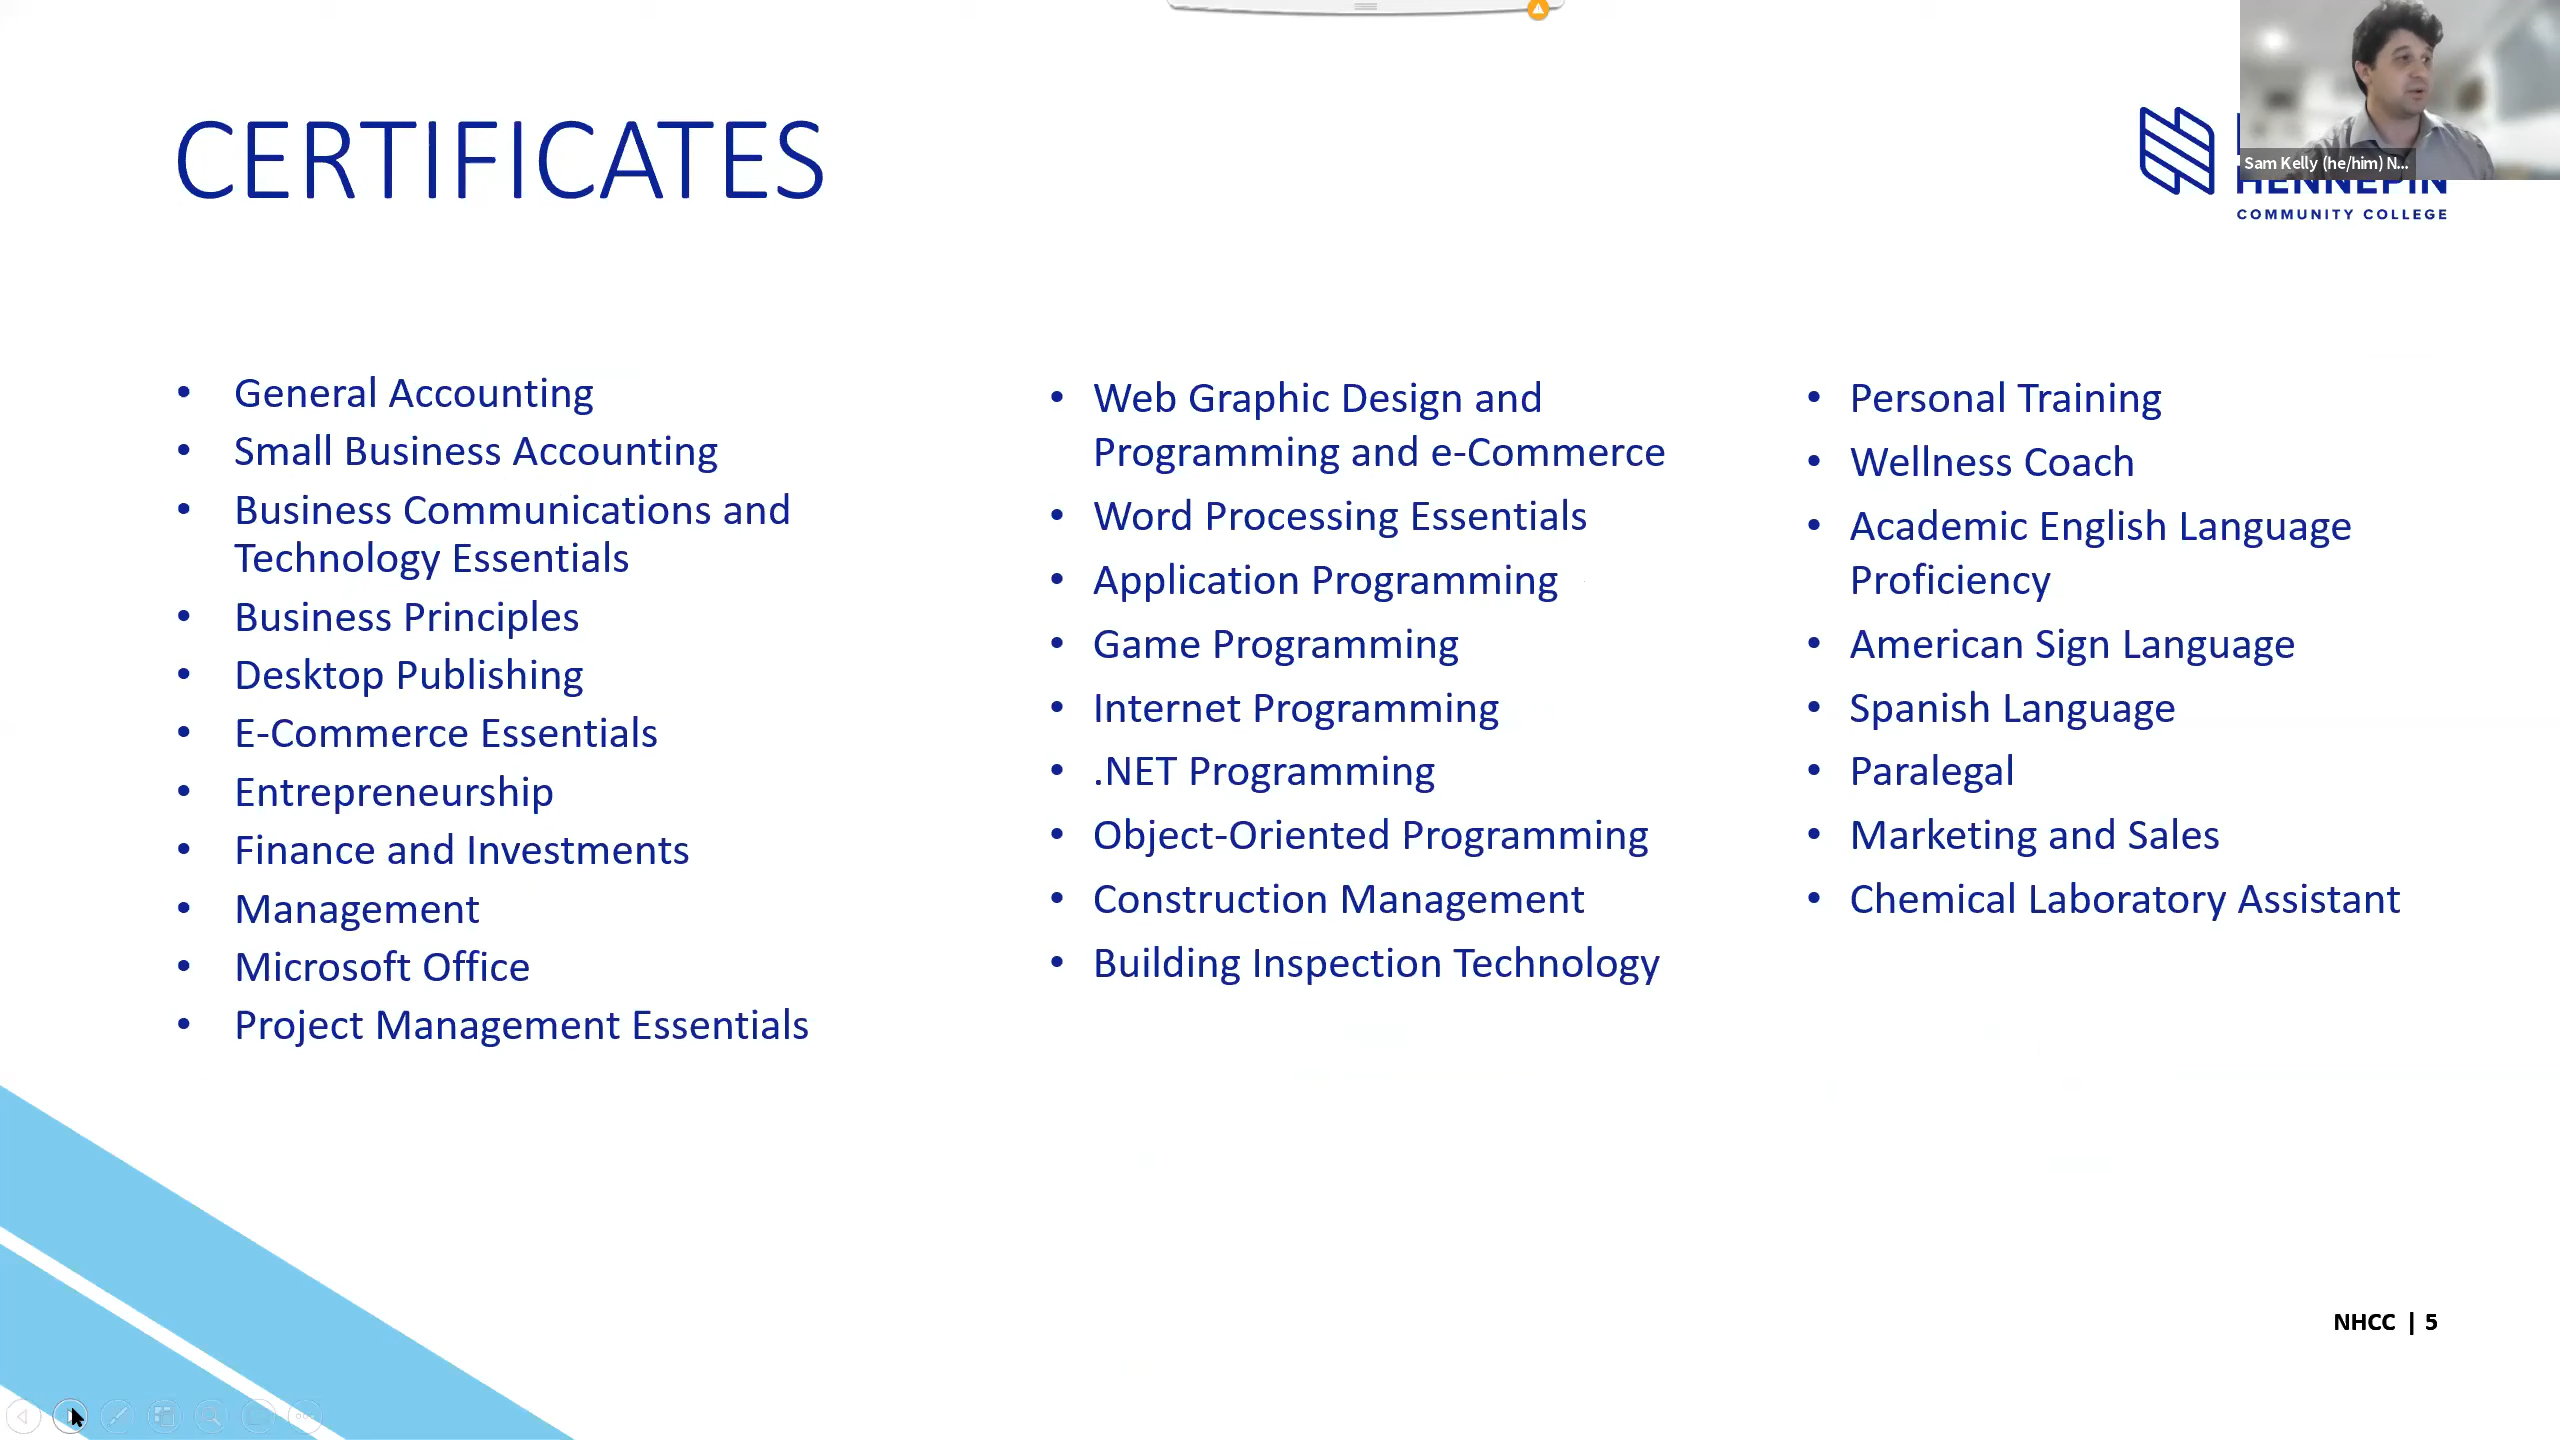 CERTIFICATES
Sam Kelly (he/him) N...
HENNEPIN
COMMUNITY COLLEGE
• General Accounting
• Small Business Accounting
• Business Communications and
Technology Essentials
• Business Principles
• Desktop Publishing
• E-Commerce Essentials
• Entrepreneurship
• Finance and Investments
• Management
• Microsoft Office
• Project Management Essentials
• Web Graphic Design and
Programming and e-Commerce
• Word Processing Essentials
• Application Programming
• Game Programming
• Internet Programming
• .NET Programming
• Object-Oriented Programming
• Construction Management
• Building Inspection Technology
• Personal Training
• Wellness Coach
• Academic English Language
Proficiency
• American Sign Language
• Spanish Language
• Paralegal
• Marketing and Sales
• Chemical Laboratory Assistant
NHCC | 5